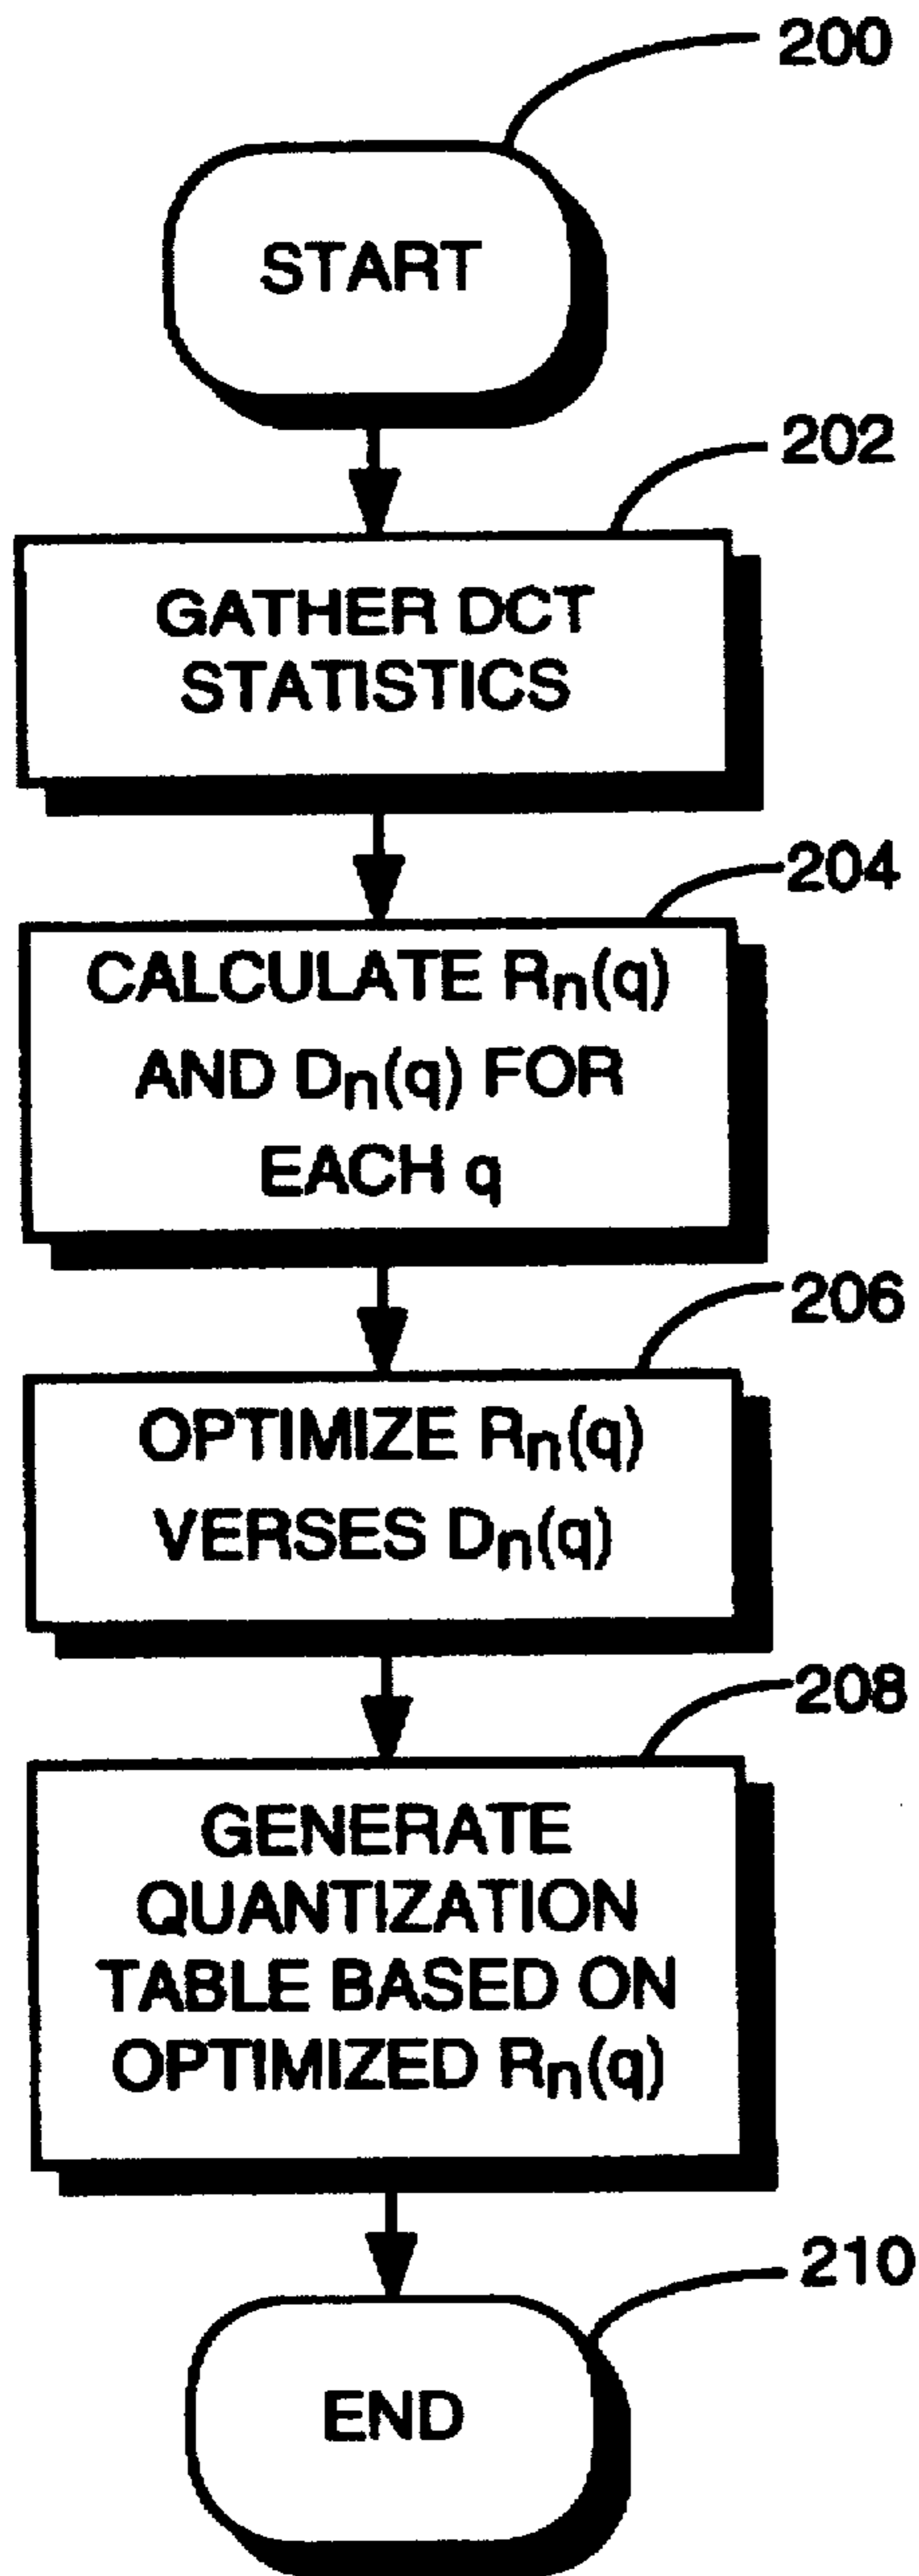 200
START
202
GATHER DCT
STATISTICS
204
CALCULATE Rn(q)
AND Dn(q) FOR
EACH q
206
OPTIMIZE Rn(q)
VERSES Dn(q)
208
GENERATE
QUANTIZATION
TABLE BASED ON
OPTIMIZED Rn(q)
210
END